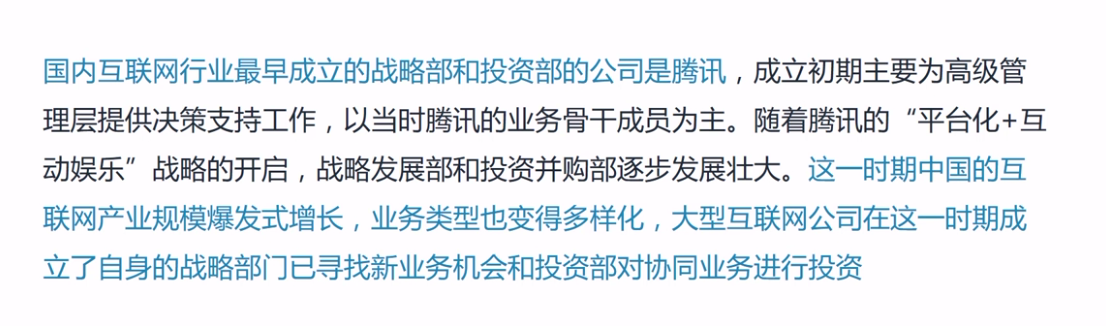 国内互联网行业最早成立的战略部和投资部的公司是腾讯，成立初期主要为高级管
理层提供决策支持工作，以当时腾讯的业务骨干成员为主。随着腾讯的“平台化+互
动娱乐”战略的开启，战略发展部和投资并购部逐步发展壮大。这一时期中国的互
联网产业规模爆发式增长，业务类型也变得多样化，大型互联网公司在这一时期成
立了自身的战略部门已寻找新业务机会和投资部对协同业务进行投资